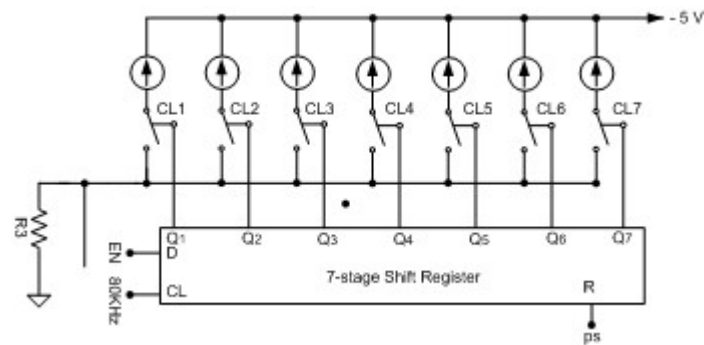 - 5 V
CL1 CL2 CL3 CL4 CL5 CL6 CL7
R3
Q1 Q2 Q3 Q4 Q5 Q6 Q7
EN D
7-stage Shift Register
80KHz CL R
ps